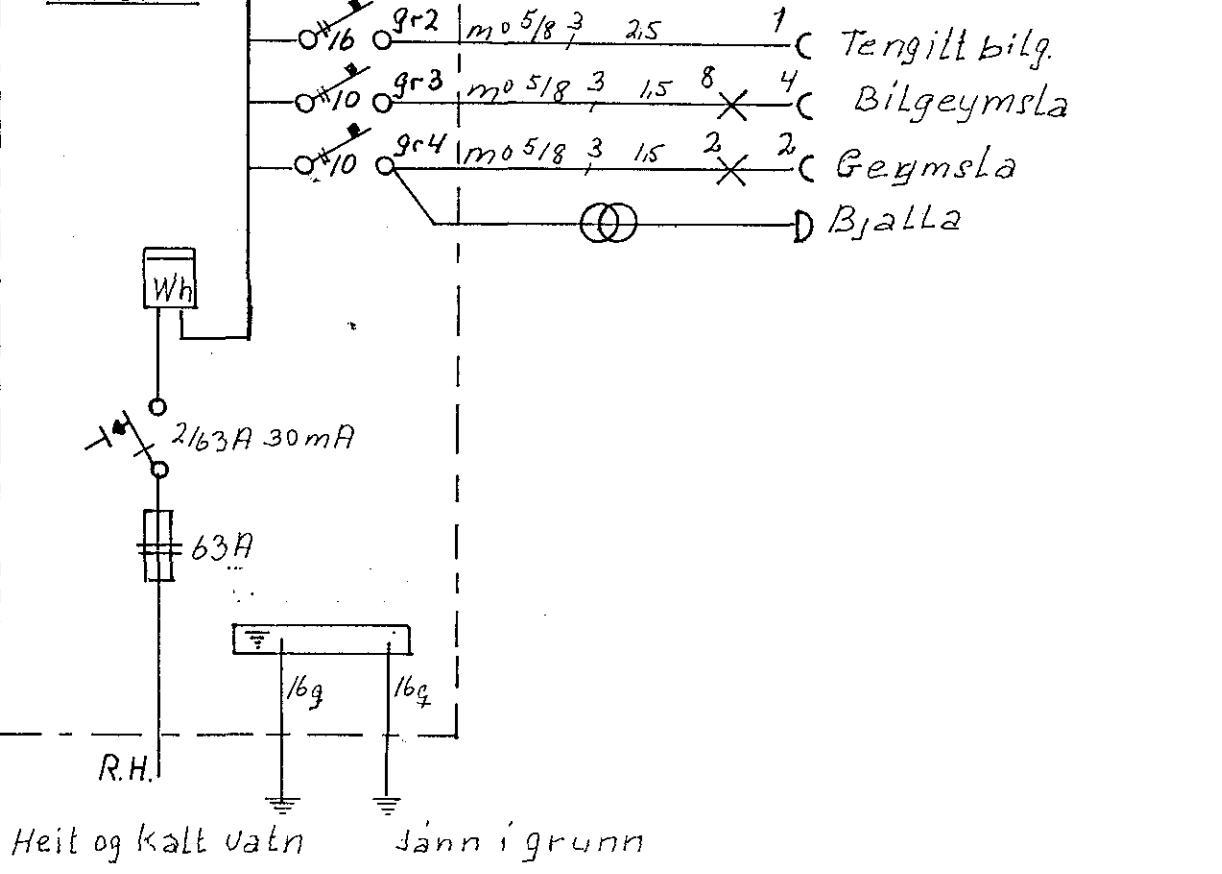 16 gr2 mo 5/8 3 2,5 1 Tengill bilg.
10 gr3 mo 5/8 3 1,5 8 4 Bilgeymsla
10 gr4 mo 5/8 3 1,5 2 2 Geymsla
Bjalla
Wh
2/63A 30mA
63A
16g 16g
R.H.
Heit og kalt vatn Jánn í grunn